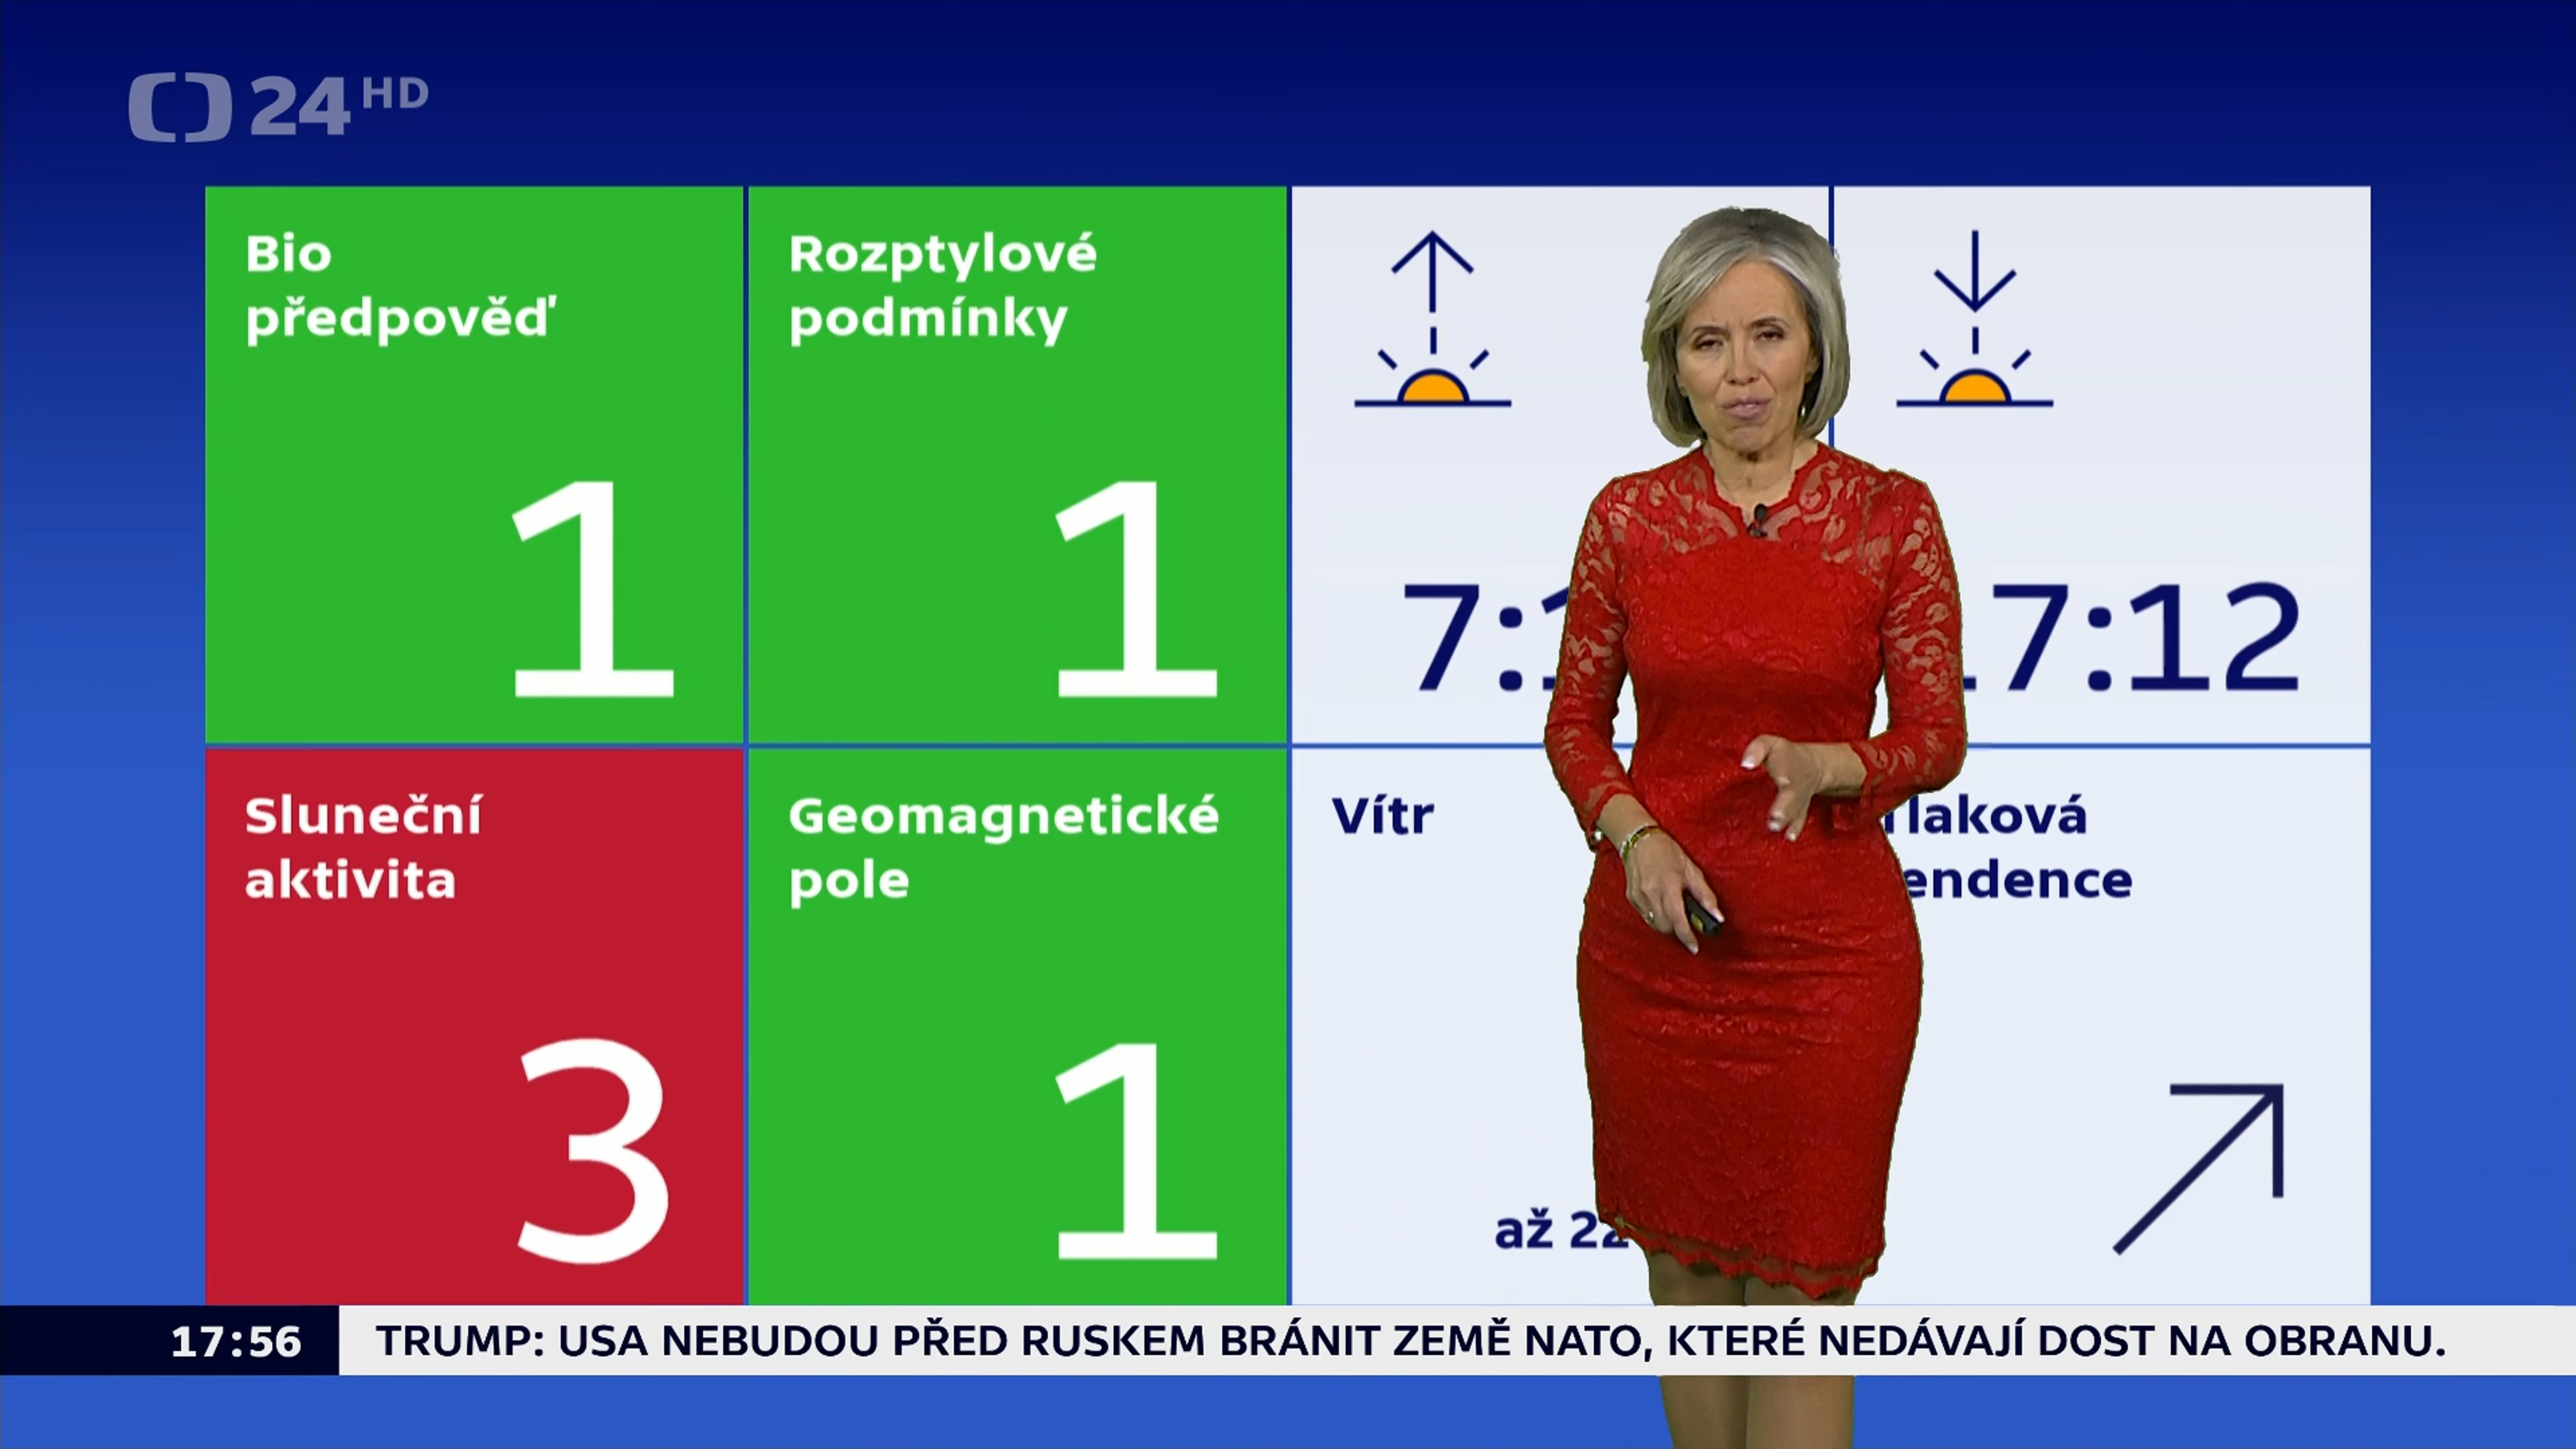 24 HD
Bio
předpověď
1
Rozptylové
podmínky
1
17:12
Sluneční
aktivita
3
Geomagnetické
pole
1
Vítr
až 22
Tlaková
tendence
17:56
TRUMP: USA NEBUDOU PŘED RUSKEM BRÁNIT ZEMĚ NATO, KTERÉ NEDÁVAJÍ DOST NA OBRANU.